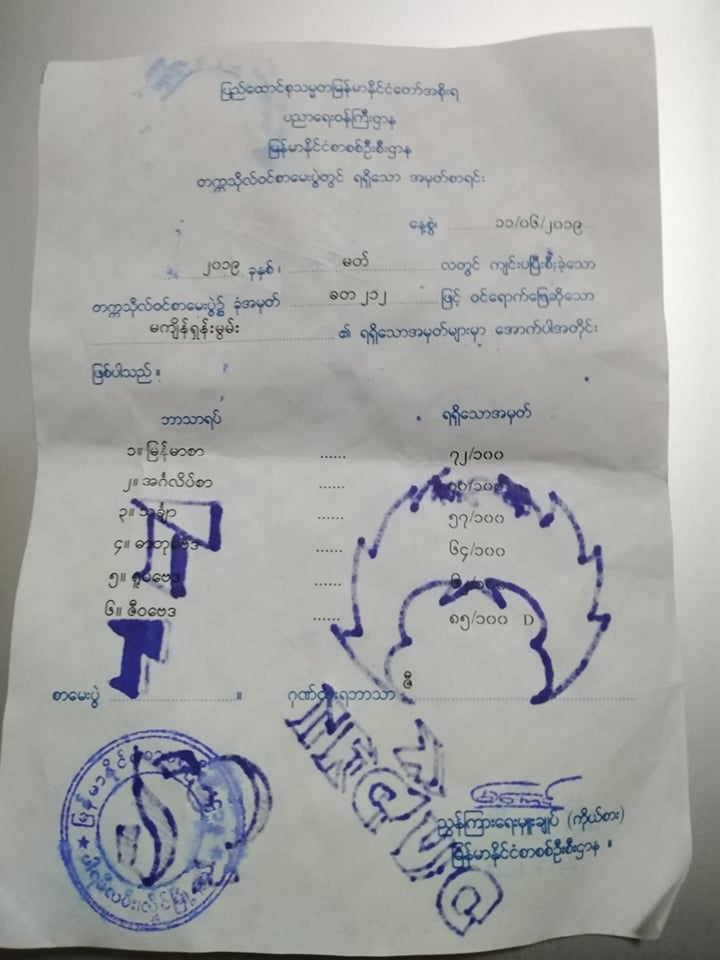 ပြည်ထောင်စုသမ္မတမြန်မာနိုင်ငံတော်အစိုးရ
ပညာရေးဝန်ကြီးဌာန
မြန်မာနိုင်ငံစာစစ်ဦးစီးဌာန
တက္ကသိုလ်ဝင်စာမေးပွဲတွင် ရရှိသော အမှတ်စာရင်း
နေ့စွဲ၊ ၁၁/၀၆/၂၀၁၉
၂၀၁၉ ခုနှစ်၊ မတ် လတွင် ကျင်းပပြီးစီးခဲ့သော
တက္ကသိုလ်ဝင်စာမေးပွဲ၌ ခုံအမှတ် ခတ ၂၁၂ ဖြင့် ဝင်ရောက်ဖြေဆိုသော
မကျိန်ရှန်းမွမ်း ၏ ရရှိသောအမှတ်များမှာ အောက်ပါအတိုင်း
ဖြစ်ပါသည်။
ဘာသာရပ် ရရှိသောအမှတ်
၁။ မြန်မာစာ ...... ၇၂/၁၀၀
၂။ အင်္ဂလိပ်စာ ...... /၁၀၀
၃။ သင်္ချာ ...... ၅၇/၁၀၀
၄။ ဓာတုဗေဒ ...... ၆၄/၁၀၀
၅။ ရူပဗေဒ ......
၆။ ဇီဝဗေဒ ...... ၈၅/၁၀၀ D
စာမေးပွဲ ။ ဂုဏ်ထူးရဘာသာ ဇီ
ညွှန်ကြားရေးမှူးချုပ် (ကိုယ်စား)
မြန်မာနိုင်ငံစာစစ်ဦးစီးဌာန ။